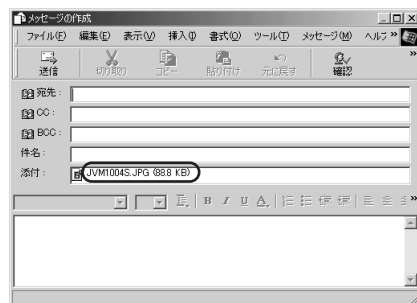 メッセージの作成
ファイル(F) 編集(E) 表示(V) 挿入(I) 書式(O) ツール(T) メッセージ(M) ヘルプ »
送信 切り取り コピー 貼り付け 元に戻す 確認 »
宛先:
CC:
BCC:
件名:
添付: JVM1004S.JPG (88.8 KB)
B I U A »